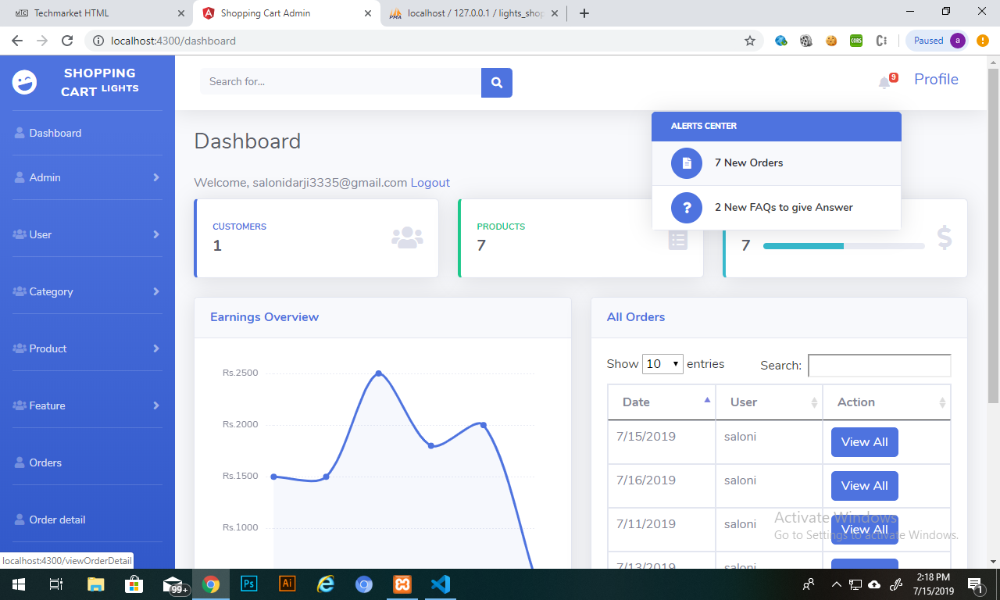 Techmarket HTML
Shopping Cart Admin
localhost / 127.0.0.1 / lights_shop
localhost:4300/dashboard
CORS
Paused
a
SHOPPING CART LIGHTS
Search for...
9
Profile
Dashboard
Admin
User
Category
Product
Feature
Orders
Order detail
ALERTS CENTER
7 New Orders
2 New FAQs to give Answer
Dashboard
Welcome, salonidarji3335@gmail.com Logout
CUSTOMERS
1
PRODUCTS
7
7
Earnings Overview
Rs.2500
Rs.2000
Rs.1500
Rs.1000
All Orders
Show 10 entries
Search:
Date User Action
7/15/2019 saloni View All
7/16/2019 saloni View All
7/11/2019 saloni View All
7/13/2019 saloni
Activate Windows
Go to Settings to activate Windows.
localhost:4300/viewOrderDetail
99+
Ps
Ai
2:18 PM
7/15/2019
1